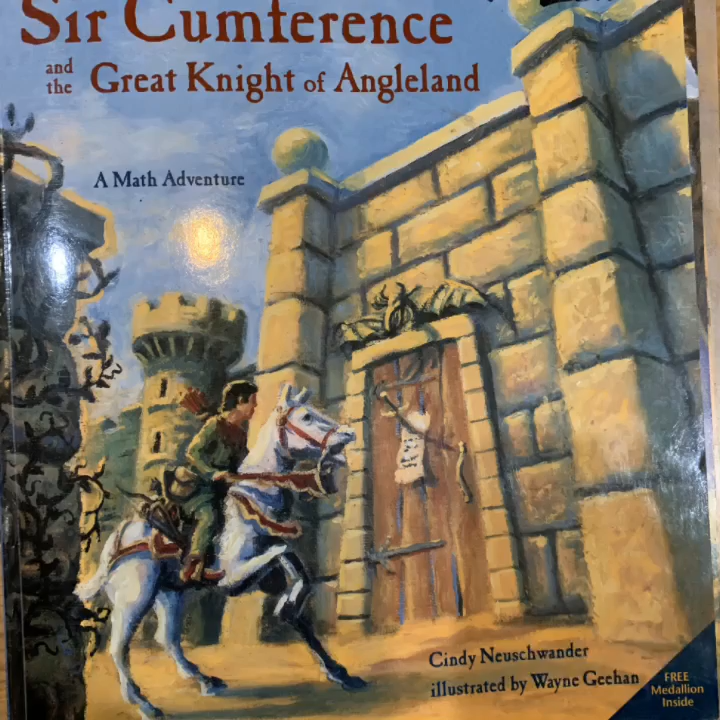 Sir Cumference
and the Great Knight of Angleland
A Math Adventure
Cindy Neuschwander
illustrated by Wayne Geehan
FREE
Medallion
Inside